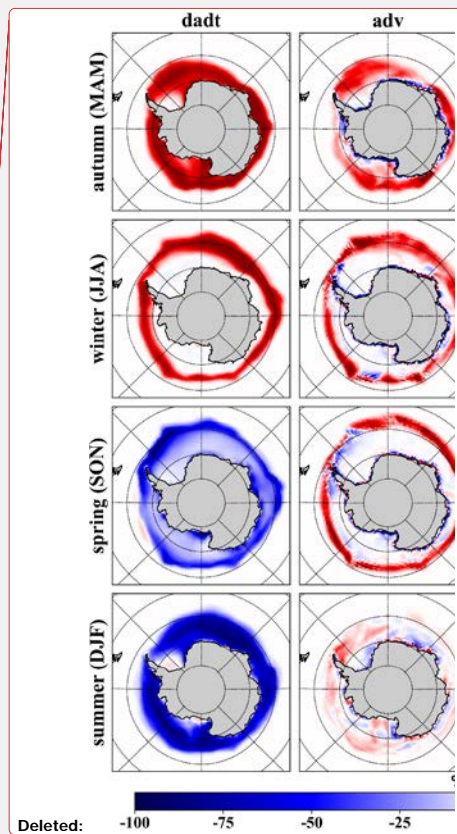 dadt adv
autumn (MAM)
winter (JJA)
spring (SON)
summer (DJF)
Deleted: -100 -75 -50 -25